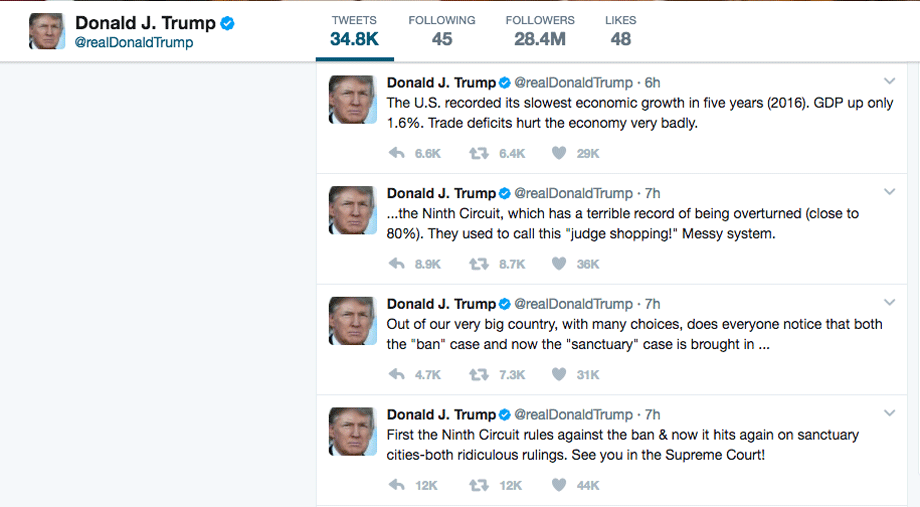 Donald J. Trump
@realDonaldTrump
TWEETS FOLLOWING FOLLOWERS LIKES
34.8K 45 28.4M 48
Donald J. Trump @realDonaldTrump · 6h
The U.S. recorded its slowest economic growth in five years (2016). GDP up only
1.6%. Trade deficits hurt the economy very badly.
6.6K 6.4K 29K
Donald J. Trump @realDonaldTrump · 7h
...the Ninth Circuit, which has a terrible record of being overturned (close to
80%). They used to call this "judge shopping!" Messy system.
8.9K 8.7K 36K
Donald J. Trump @realDonaldTrump · 7h
Out of our very big country, with many choices, does everyone notice that both
the "ban" case and now the "sanctuary" case is brought in ...
4.7K 7.3K 31K
Donald J. Trump @realDonaldTrump · 7h
First the Ninth Circuit rules against the ban & now it hits again on sanctuary
cities-both ridiculous rulings. See you in the Supreme Court!
12K 12K 44K